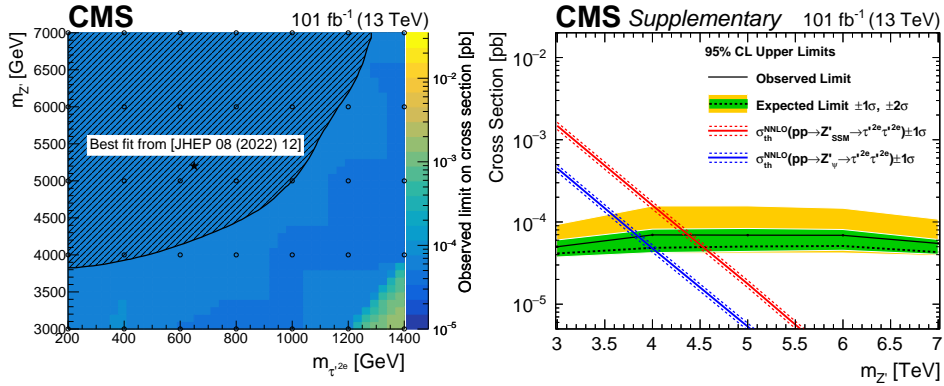 CMS 101 fb⁻¹ (13 TeV)
m_Z' [GeV]
7000
6500
6000
5500
5000
4500
4000
3500
3000
Best fit from [JHEP 08 (2022) 12]
200 400 600 800 1000 1200 1400
m_τ'²ᵉ [GeV]
10⁻²
10⁻³
10⁻⁴
10⁻⁵
Observed limit on cross section [pb]
CMS Supplementary 101 fb⁻¹ (13 TeV)
Cross Section [pb]
10⁻²
10⁻³
10⁻⁴
10⁻⁵
95% CL Upper Limits
Observed Limit
Expected Limit ±1σ, ±2σ
σ_th^NNLO(pp→Z'_SSM→τ'²ᵉτ'²ᵉ)±1σ
σ_th^NNLO(pp→Z'_ψ→τ'²ᵉτ'²ᵉ)±1σ
3 3.5 4 4.5 5 5.5 6 6.5 7
m_Z' [TeV]